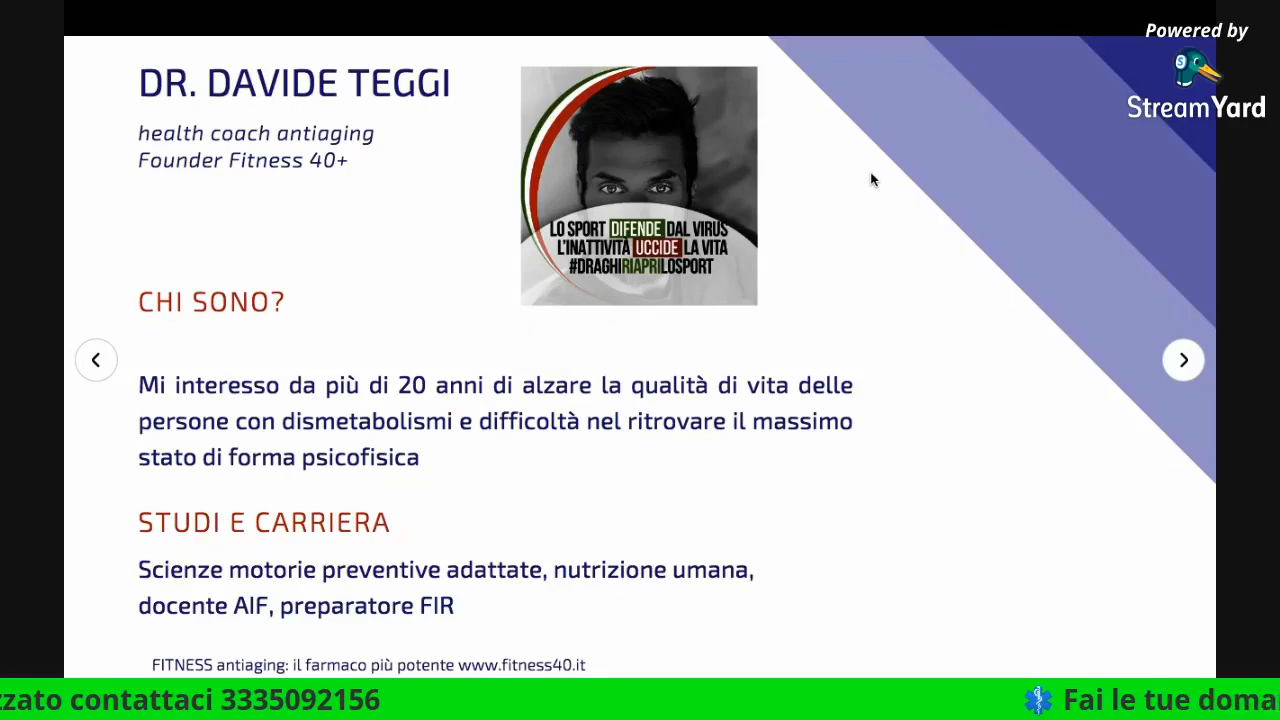 Powered by
StreamYard
DR. DAVIDE TEGGI
health coach antiaging
Founder Fitness 40+
LO SPORT DIFENDE DAL VIRUS
L'INATTIVITÀ UCCIDE LA VITA
#DRAGHIRIAPRILOSPORT
CHI SONO?
Mi interesso da più di 20 anni di alzare la qualità di vita delle
persone con dismetabolismi e difficoltà nel ritrovare il massimo
stato di forma psicofisica
STUDI E CARRIERA
Scienze motorie preventive adattate, nutrizione umana,
docente AIF, preparatore FIR
FITNESS antiaging: il farmaco più potente www.fitness40.it
zzato contattaci 3335092156
Fai le tue doma